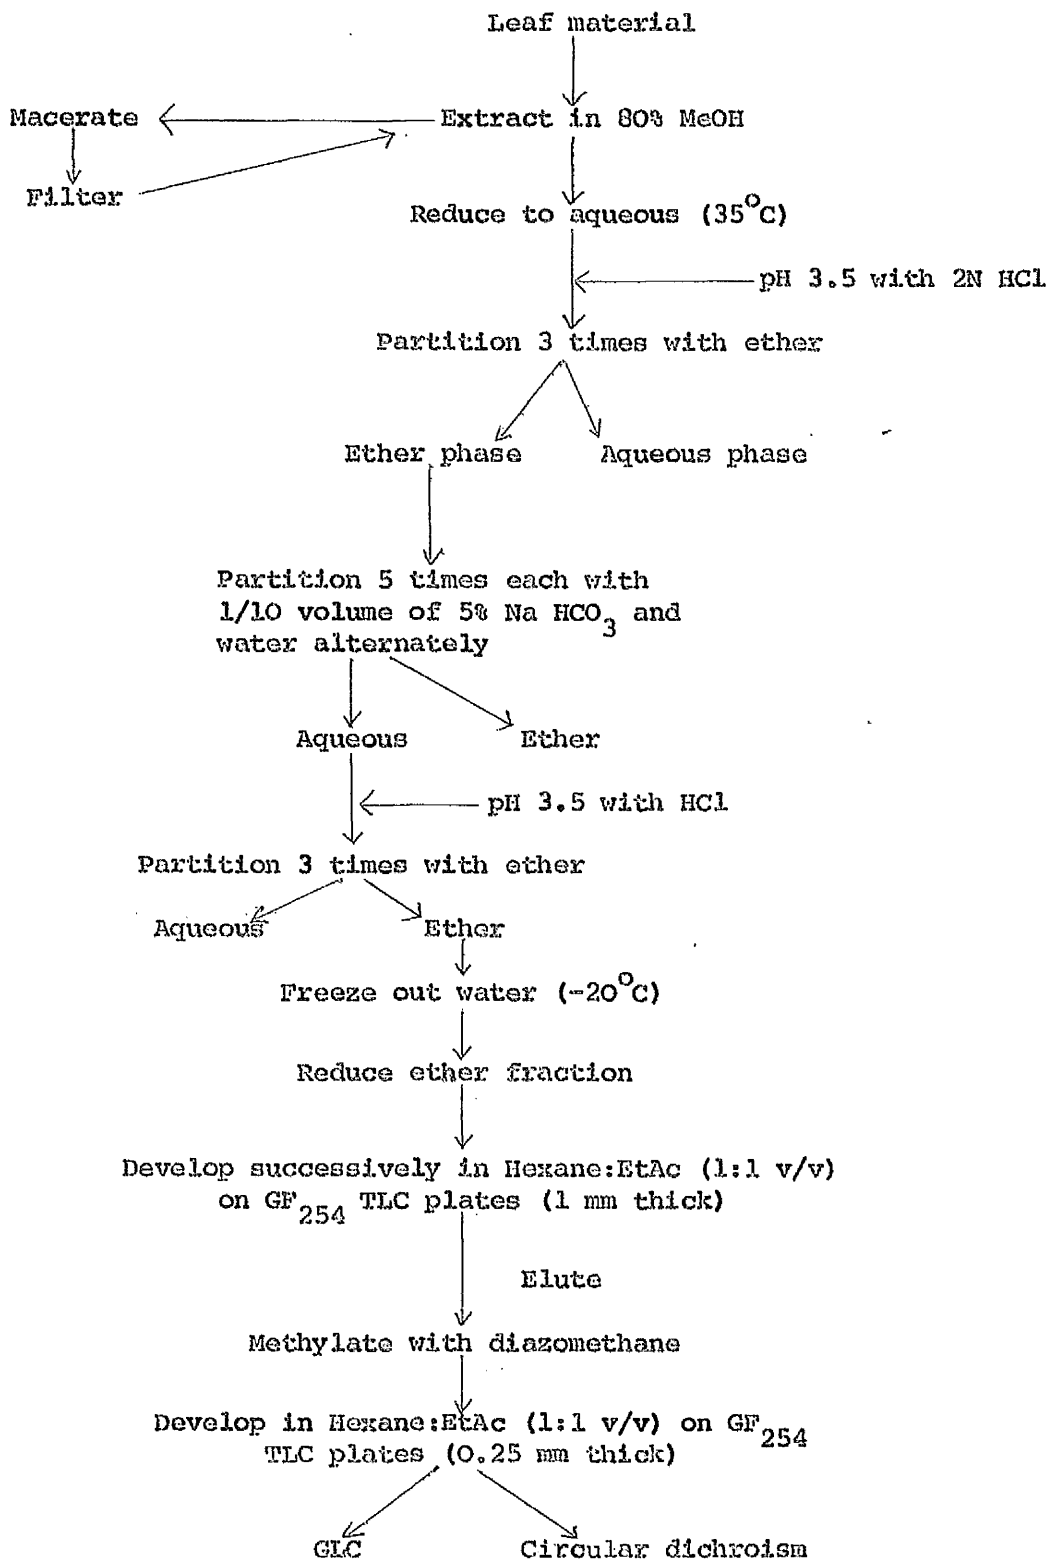 Leaf material
Macerate
Extract in 80% MeOH
Filter
Reduce to aqueous (35°C)
pH 3.5 with 2N HCl
Partition 3 times with ether
Ether phase
Aqueous phase
Partition 5 times each with
1/10 volume of 5% Na HCO3 and
water alternately
Aqueous
Ether
pH 3.5 with HCl
Partition 3 times with ether
Aqueous
Ether
Freeze out water (-20°C)
Reduce ether fraction
Develop successively in Hexane:EtAc (1:1 v/v)
on GF254 TLC plates (1 mm thick)
Elute
Methylate with diazomethane
Develop in Hexane:EtAc (1:1 v/v) on GF254
TLC plates (0.25 mm thick)
GLC
Circular dichroism